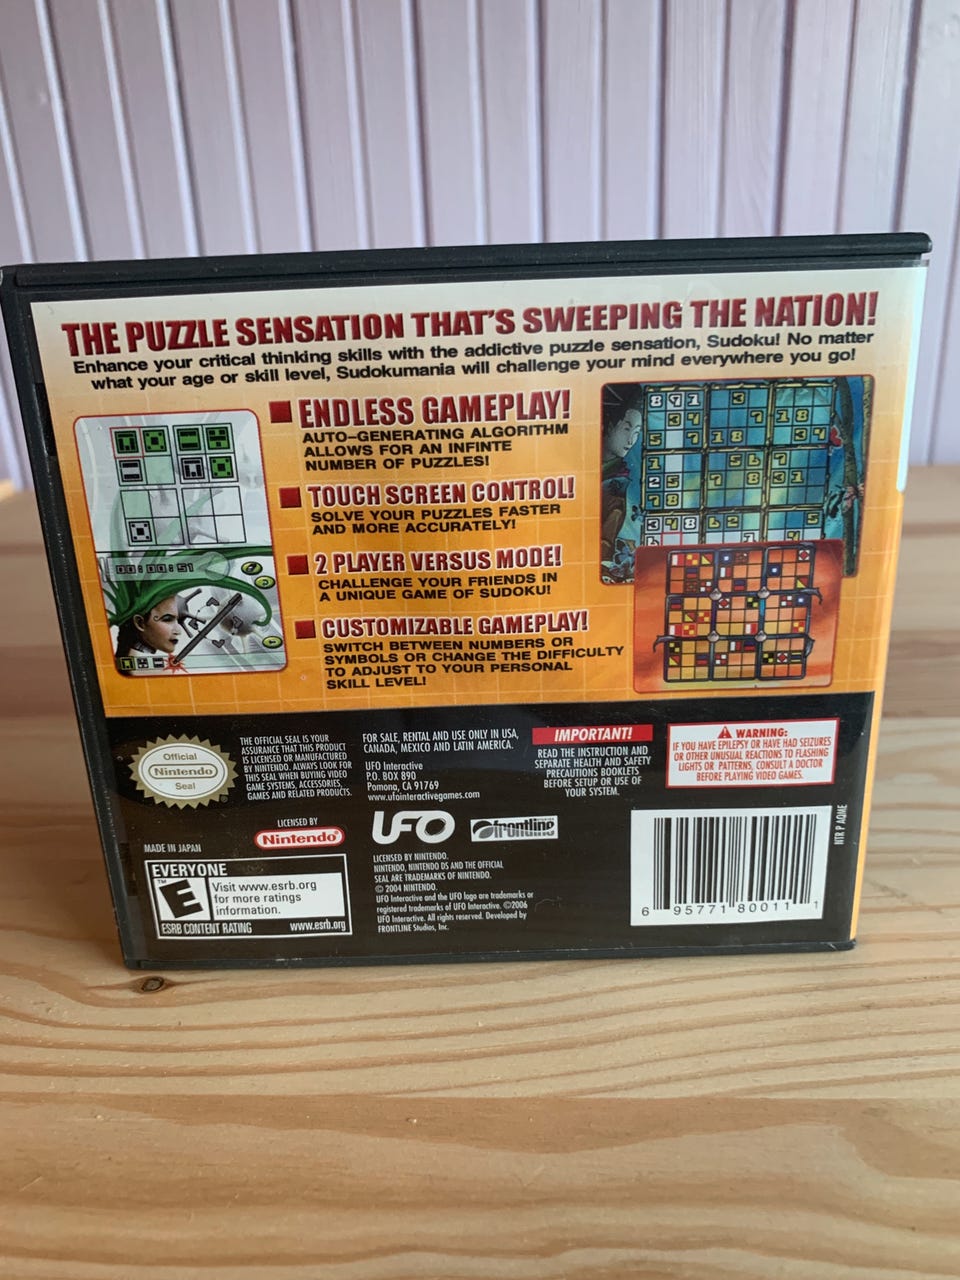 THE PUZZLE SENSATION THAT'S SWEEPING THE NATION!
Enhance your critical thinking skills with the addictive puzzle sensation, Sudoku! No matter
what your age or skill level, Sudokumania will challenge your mind everywhere you go!
ENDLESS GAMEPLAY!
AUTO-GENERATING ALGORITHM
ALLOWS FOR AN INFINTE
NUMBER OF PUZZLES!
TOUCH SCREEN CONTROL!
SOLVE YOUR PUZZLES FASTER
AND MORE ACCURATELY!
2 PLAYER VERSUS MODE!
CHALLENGE YOUR FRIENDS IN
A UNIQUE GAME OF SUDOKU!
CUSTOMIZABLE GAMEPLAY!
SWITCH BETWEEN NUMBERS OR
SYMBOLS OR CHANGE THE DIFFICULTY
TO ADJUST TO YOUR PERSONAL
SKILL LEVEL!
00:00:51
Official
Nintendo
Seal
THE OFFICIAL SEAL IS YOUR
ASSURANCE THAT THIS PRODUCT
IS LICENSED OR MANUFACTURED
BY NINTENDO. ALWAYS LOOK FOR
THIS SEAL WHEN BUYING VIDEO
GAME SYSTEMS, ACCESSORIES,
GAMES AND RELATED PRODUCTS.
FOR SALE, RENTAL AND USE ONLY IN USA,
CANADA, MEXICO AND LATIN AMERICA.
UFO Interactive
P.O. BOX 890
Pomona, CA 91769
www.ufointeractivegames.com
IMPORTANT!
READ THE INSTRUCTION AND
SEPARATE HEALTH AND SAFETY
PRECAUTIONS BOOKLETS
BEFORE SETUP OR USE OF
YOUR SYSTEM.
WARNING:
IF YOU HAVE EPILEPSY OR HAVE HAD SEIZURES
OR OTHER UNUSUAL REACTIONS TO FLASHING
LIGHTS OR PATTERNS, CONSULT A DOCTOR
BEFORE PLAYING VIDEO GAMES.
MADE IN JAPAN
LICENSED BY
Nintendo
UFO
frontline
EVERYONE
E
Visit www.esrb.org
for more ratings
information.
ESRB CONTENT RATING www.esrb.org
LICENSED BY NINTENDO.
NINTENDO, NINTENDO DS AND THE OFFICIAL
SEAL ARE TRADEMARKS OF NINTENDO.
© 2004 NINTENDO.
UFO Interactive and the UFO logo are trademarks or
registered trademarks of UFO Interactive. ©2006
UFO Interactive. All rights reserved. Developed by
FRONTLINE Studios, Inc.
6 95771 80011 1
NTR P AQME